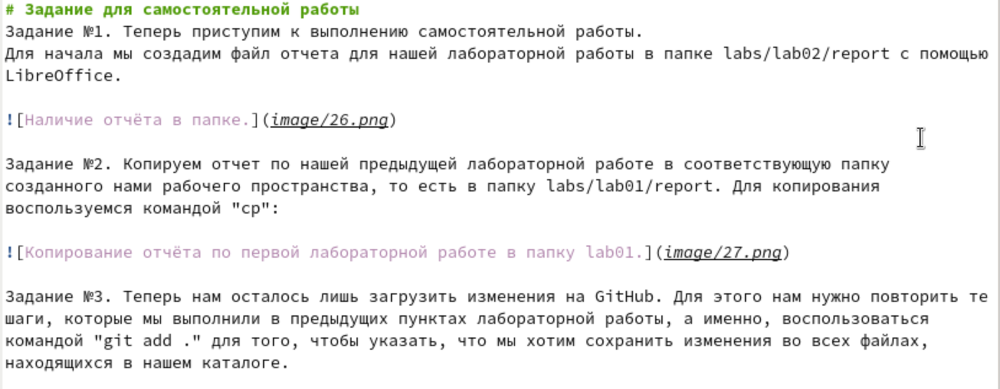 # Задание для самостоятельной работы
Задание №1. Теперь приступим к выполнению самостоятельной работы.
Для начала мы создадим файл отчета для нашей лабораторной работы в папке labs/lab02/report с помощью
LibreOffice.
![Наличие отчёта в папке.](image/26.png)
Задание №2. Копируем отчет по нашей предыдущей лабораторной работе в соответствующую папку
созданного нами рабочего пространства, то есть в папку labs/lab01/report. Для копирования
воспользуемся командой "cp":
![Копирование отчёта по первой лабораторной работе в папку lab01.](image/27.png)
Задание №3. Теперь нам осталось лишь загрузить изменения на GitHub. Для этого нам нужно повторить те
шаги, которые мы выполнили в предыдущих пунктах лабораторной работы, а именно, воспользоваться
командой "git add ." для того, чтобы указать, что мы хотим сохранить изменения во всех файлах,
находящихся в нашем каталоге.